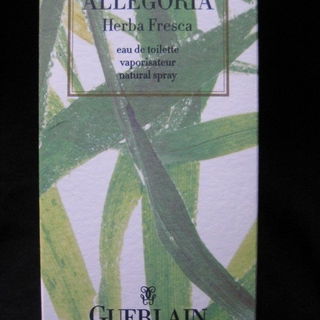 ALLEGORIA
Herba Fresca
eau de toilette
vaporisateur
natural spray
GUERLAIN